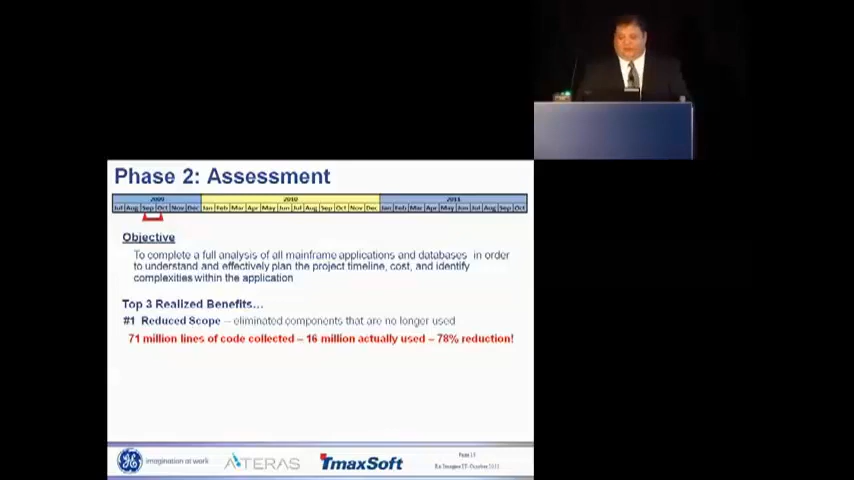 Phase 2: Assessment
2009 2010 2011
Jul Aug Sep Oct Nov Dec Jan Feb Mar Apr May Jun Jul Aug Sep Oct Nov Dec Jan Feb Mar Apr May Jun Jul Aug Sep Oct
Objective
To complete a full analysis of all mainframe applications and databases in order
to understand and effectively plan the project timeline, cost, and identify
complexities within the application
Top 3 Realized Benefits...
#1 Reduced Scope – eliminated components that are no longer used
71 million lines of code collected – 16 million actually used – 78% reduction!
GE imagination at work
ATERAS
TmaxSoft
October 2011